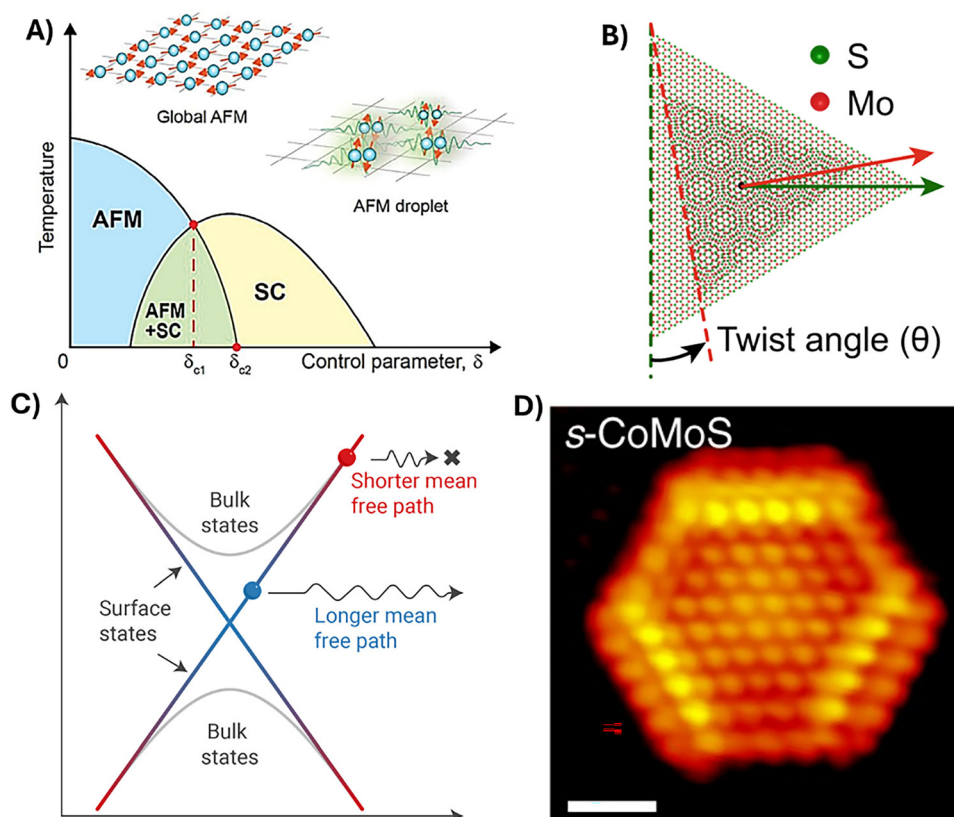 A)
Global AFM
AFM droplet
Temperature
AFM
AFM
+SC
SC
0
δc1
δc2
Control parameter, δ
B)
S
Mo
Twist angle (θ)
C)
Bulk
states
Shorter mean
free path
Surface
states
Longer mean
free path
Bulk
states
D)
s-CoMoS